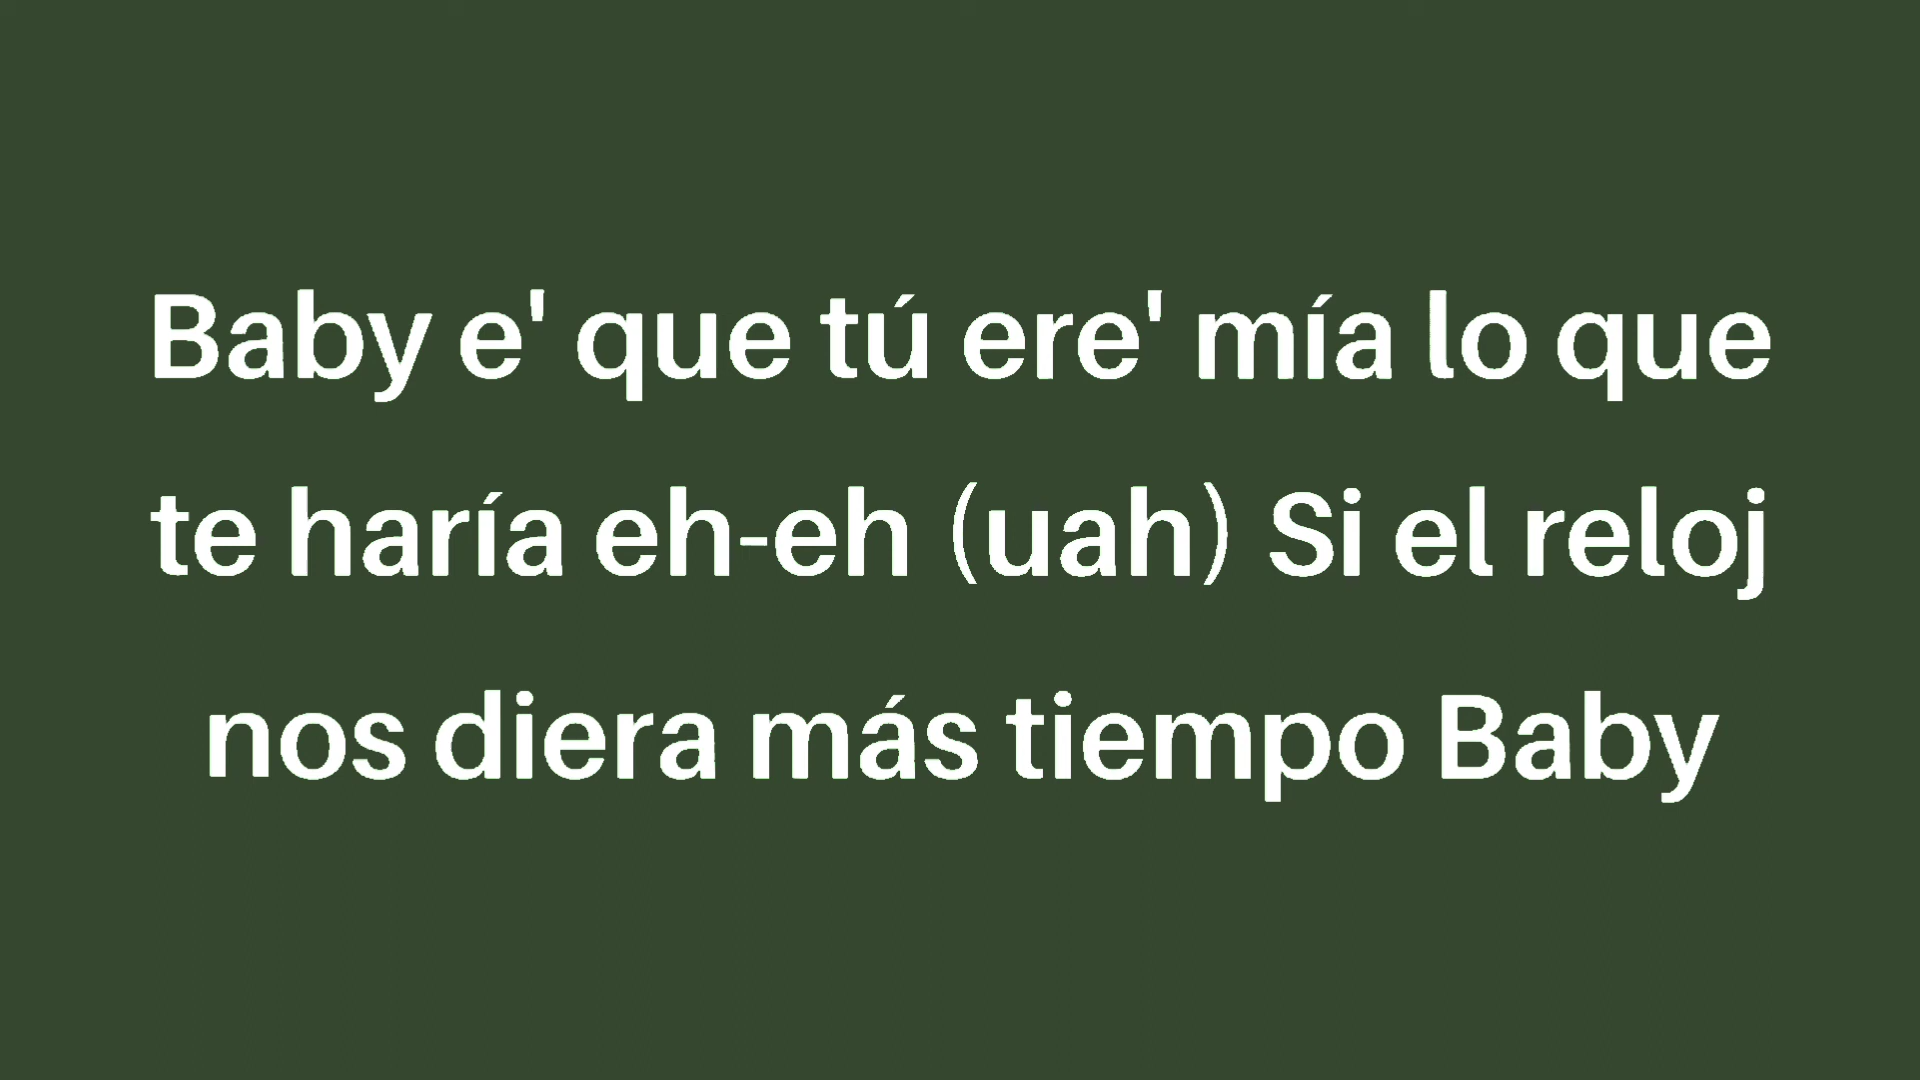 Baby e' que tú ere' mía lo que
te haría eh-eh (uah) Si el reloj
nos diera más tiempo Baby